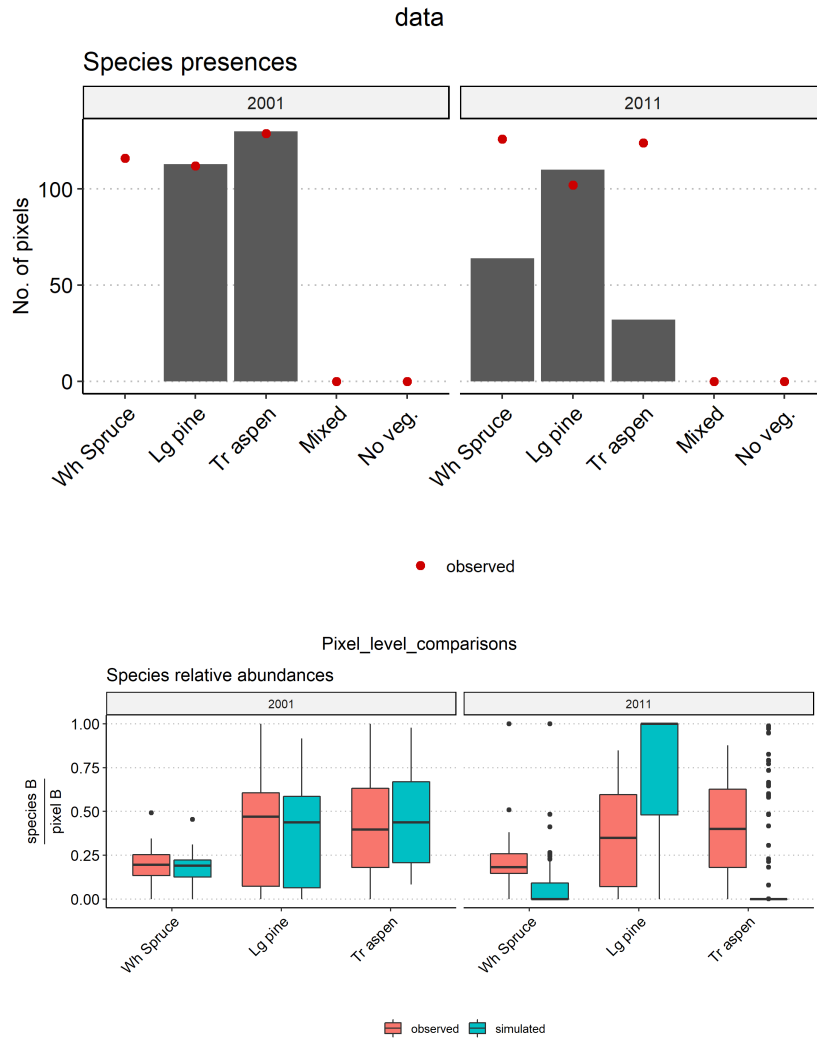 data
Species presences
2001 2011
No. of pixels
100
50
0
Wh Spruce Lg pine Tr aspen Mixed No veg. Wh Spruce Lg pine Tr aspen Mixed No veg.
observed
Pixel_level_comparisons
Species relative abundances
2001 2011
species B
pixel B
1.00
0.75
0.50
0.25
0.00
Wh Spruce Lg pine Tr aspen Wh Spruce Lg pine Tr aspen
observed simulated